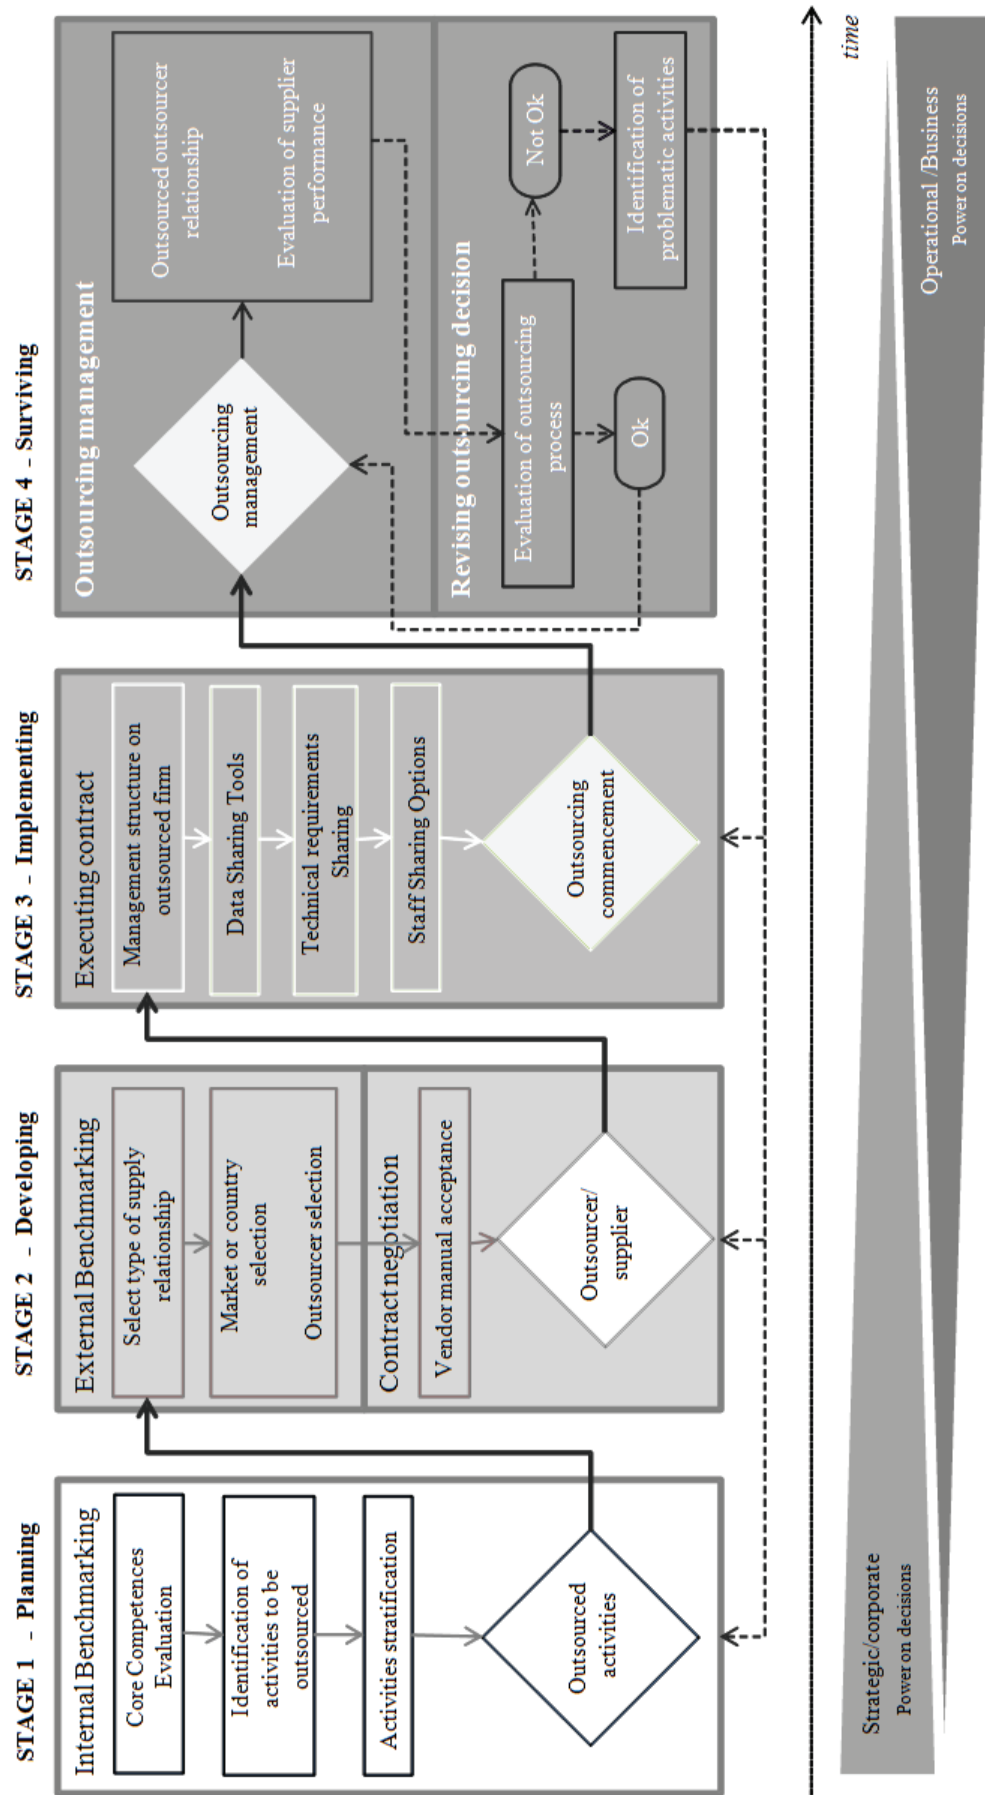 STAGE 1 - Planning
Internal Benchmarking
Core Competences
Evaluation
Identification of
activities to be
outsourced
Activities stratification
Outsourced
activities
STAGE 2 - Developing
External Benchmarking
Select type of supply
relationship
Market or country
selection
Outsourcer selection
Contract negotiation
Vendor manual acceptance
Outsourcer/
supplier
STAGE 3 - Implementing
Executing contract
Management structure on
outsourced firm
Data Sharing Tools
Technical requirements
Sharing
Staff Sharing Options
Outsourcing
commencement
STAGE 4 - Surviving
Outsourcing management
Outsourcing
management
Outsourced outsourcer
relationship
Evaluation of supplier
performance
Revising outsourcing decision
Evaluation of outsourcing
process
Ok
Not Ok
Identification of
problematic activities
time
Strategic/corporate
Power on decisions
Operational /Business
Power on decisions